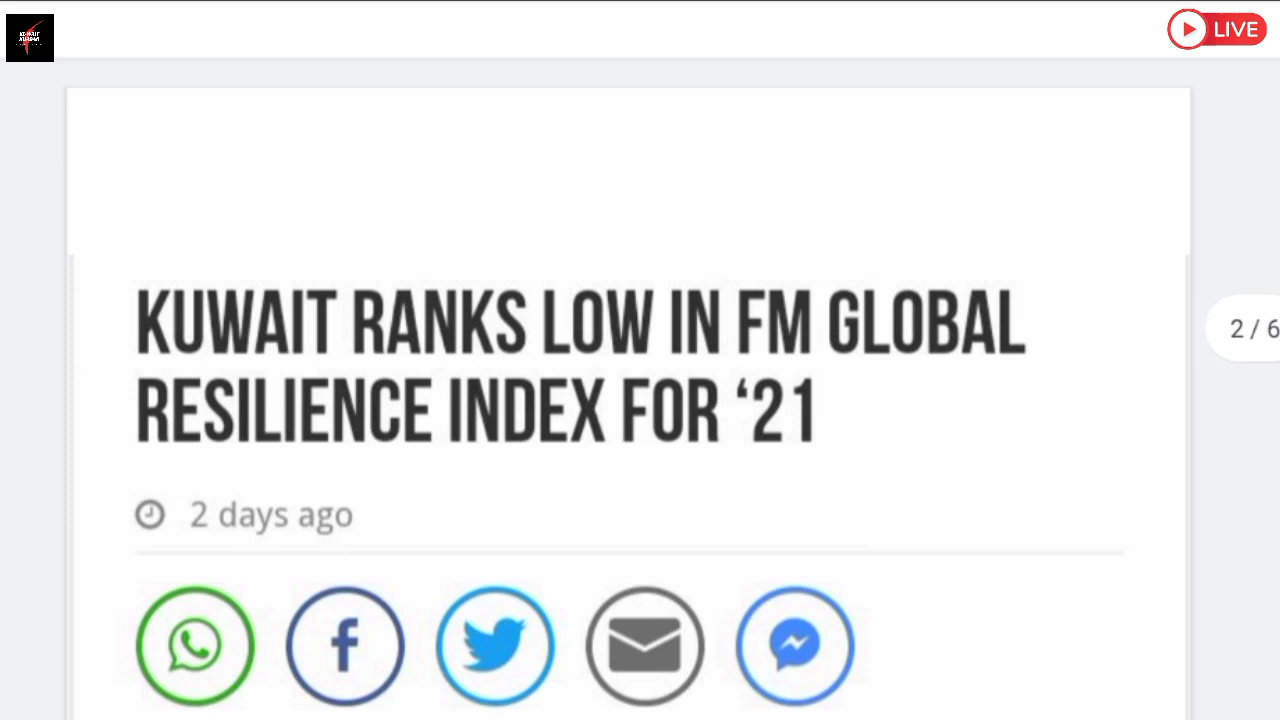 LIVE
2 / 6
KUWAIT RANKS LOW IN FM GLOBAL
RESILIENCE INDEX FOR ‘21
2 days ago